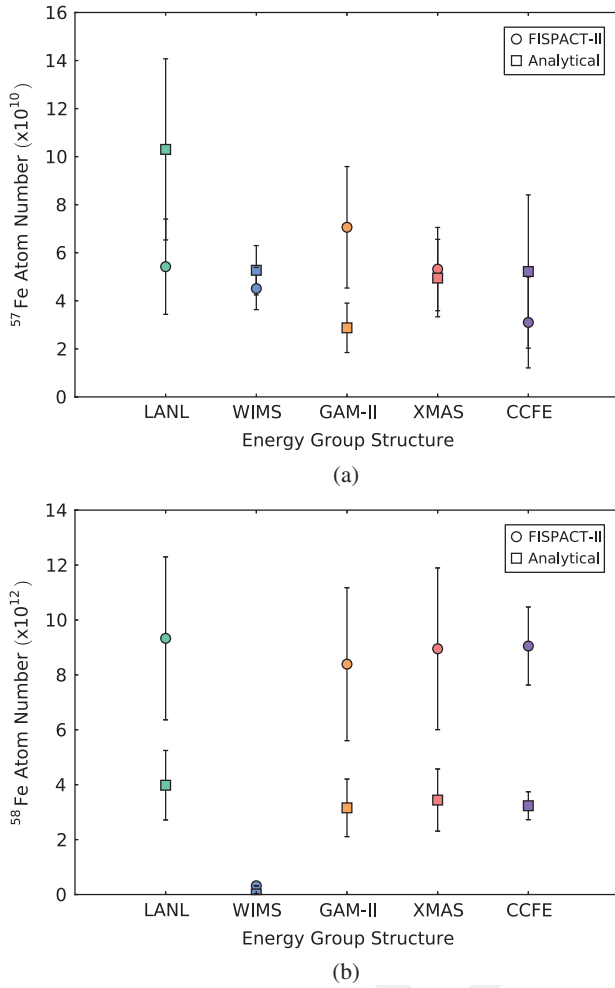 16
14
12
10
8
6
4
2
0
⁵⁷Fe Atom Number (x10¹⁰)
FISPACT-II
Analytical
LANL WIMS GAM-II XMAS CCFE
Energy Group Structure
(a)
14
12
10
8
6
4
2
0
⁵⁸Fe Atom Number (x10¹²)
FISPACT-II
Analytical
LANL WIMS GAM-II XMAS CCFE
Energy Group Structure
(b)